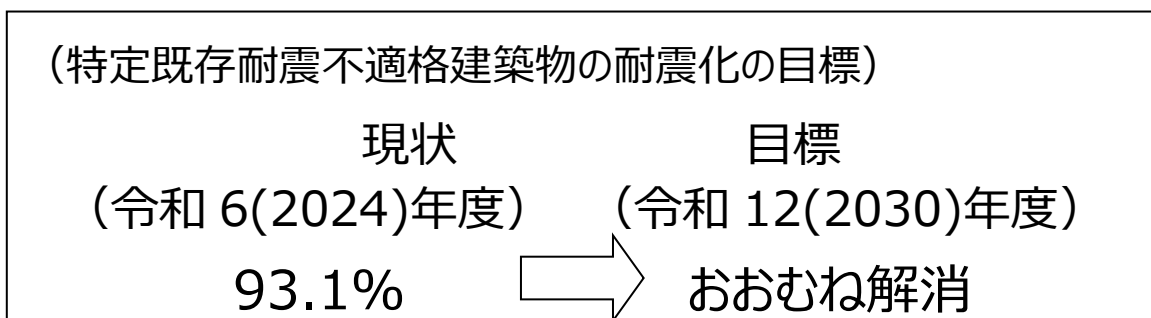 （特定既存耐震不適格建築物の耐震化の目標）
現状 目標
（令和 6(2024)年度） （令和 12(2030)年度）
93.1% おおむね解消